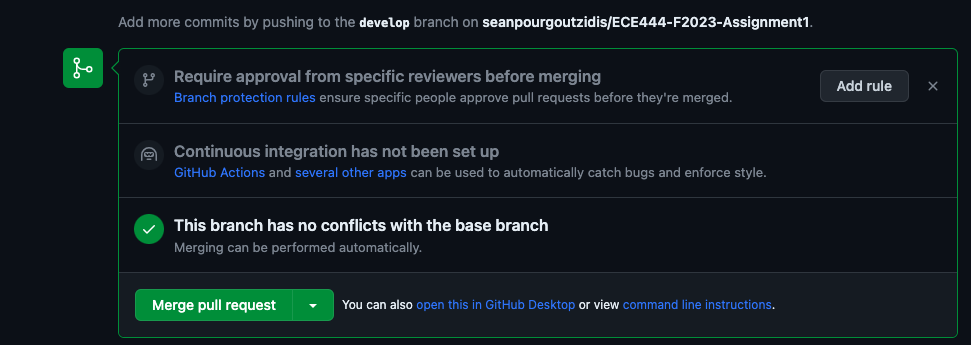 Add more commits by pushing to the develop branch on seanpourgoutzidis/ECE444-F2023-Assignment1.
Require approval from specific reviewers before merging
Branch protection rules ensure specific people approve pull requests before they're merged.
Add rule
Continuous integration has not been set up
GitHub Actions and several other apps can be used to automatically catch bugs and enforce style.
This branch has no conflicts with the base branch
Merging can be performed automatically.
Merge pull request
You can also open this in GitHub Desktop or view command line instructions.